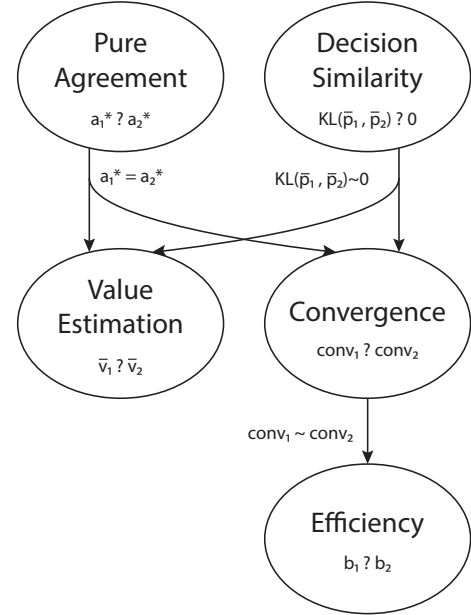 Pure
Agreement
a₁* ? a₂*
Decision
Similarity
KL(p̄₁ , p̄₂) ? 0
a₁* = a₂*
KL(p̄₁ , p̄₂)~0
Value
Estimation
v̄₁ ? v̄₂
Convergence
conv₁ ? conv₂
conv₁ ~ conv₂
Efficiency
b₁ ? b₂